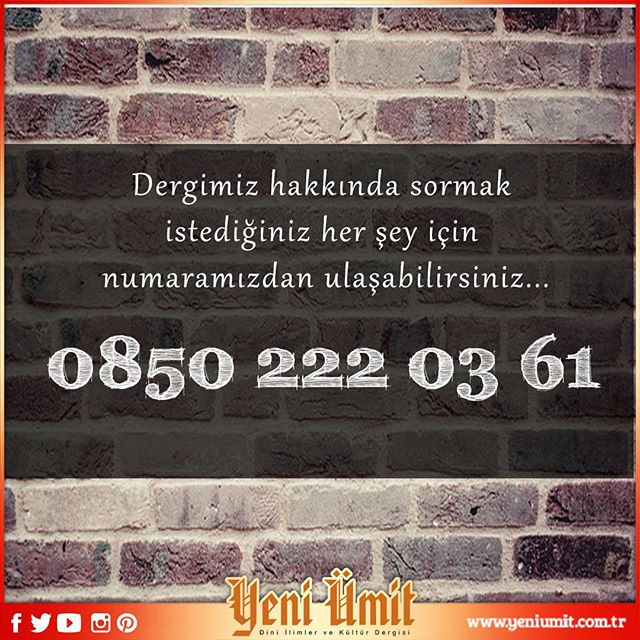 Dergimiz hakkında sormak
istediğiniz her şey için
numaramızdan ulaşabilirsiniz...
0850 222 03 61
Yeni Ümit
Dini İlimler ve Kültür Dergisi
www.yeniumit.com.tr